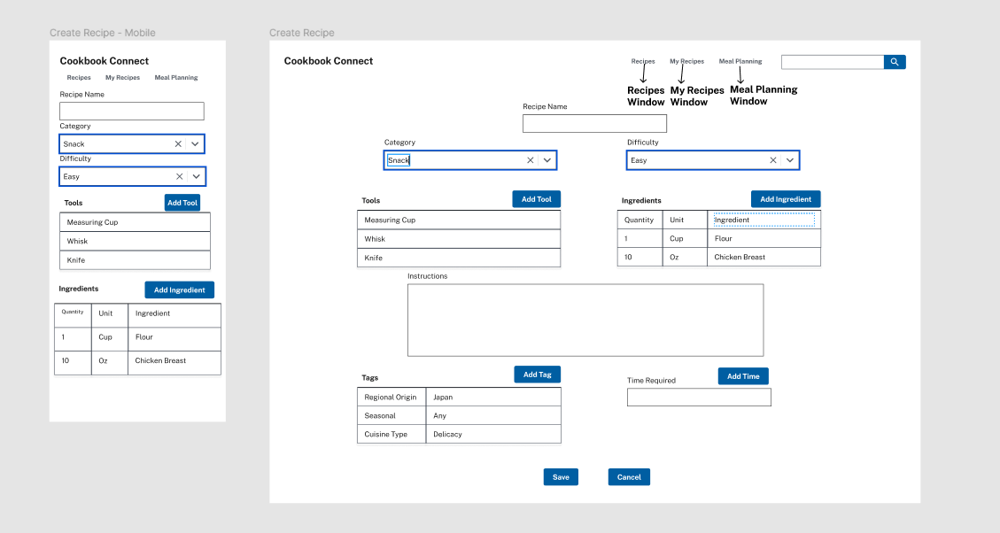 Create Recipe - Mobile
Cookbook Connect
Recipes My Recipes Meal Planning
Recipe Name
Category
Snack
Difficulty
Easy
Tools Add Tool
Measuring Cup
Whisk
Knife
Ingredients Add Ingredient
Quantity Unit Ingredient
1 Cup Flour
10 Oz Chicken Breast
Create Recipe
Cookbook Connect
Recipes My Recipes Meal Planning
Recipes Window
My Recipes Window
Meal Planning Window
Recipe Name
Category
Snack
Difficulty
Easy
Tools Add Tool
Measuring Cup
Whisk
Knife
Ingredients Add Ingredient
Quantity Unit Ingredient
1 Cup Flour
10 Oz Chicken Breast
Instructions
Tags Add Tag
Regional Origin Japan
Seasonal Any
Cuisine Type Delicacy
Time Required Add Time
Save Cancel